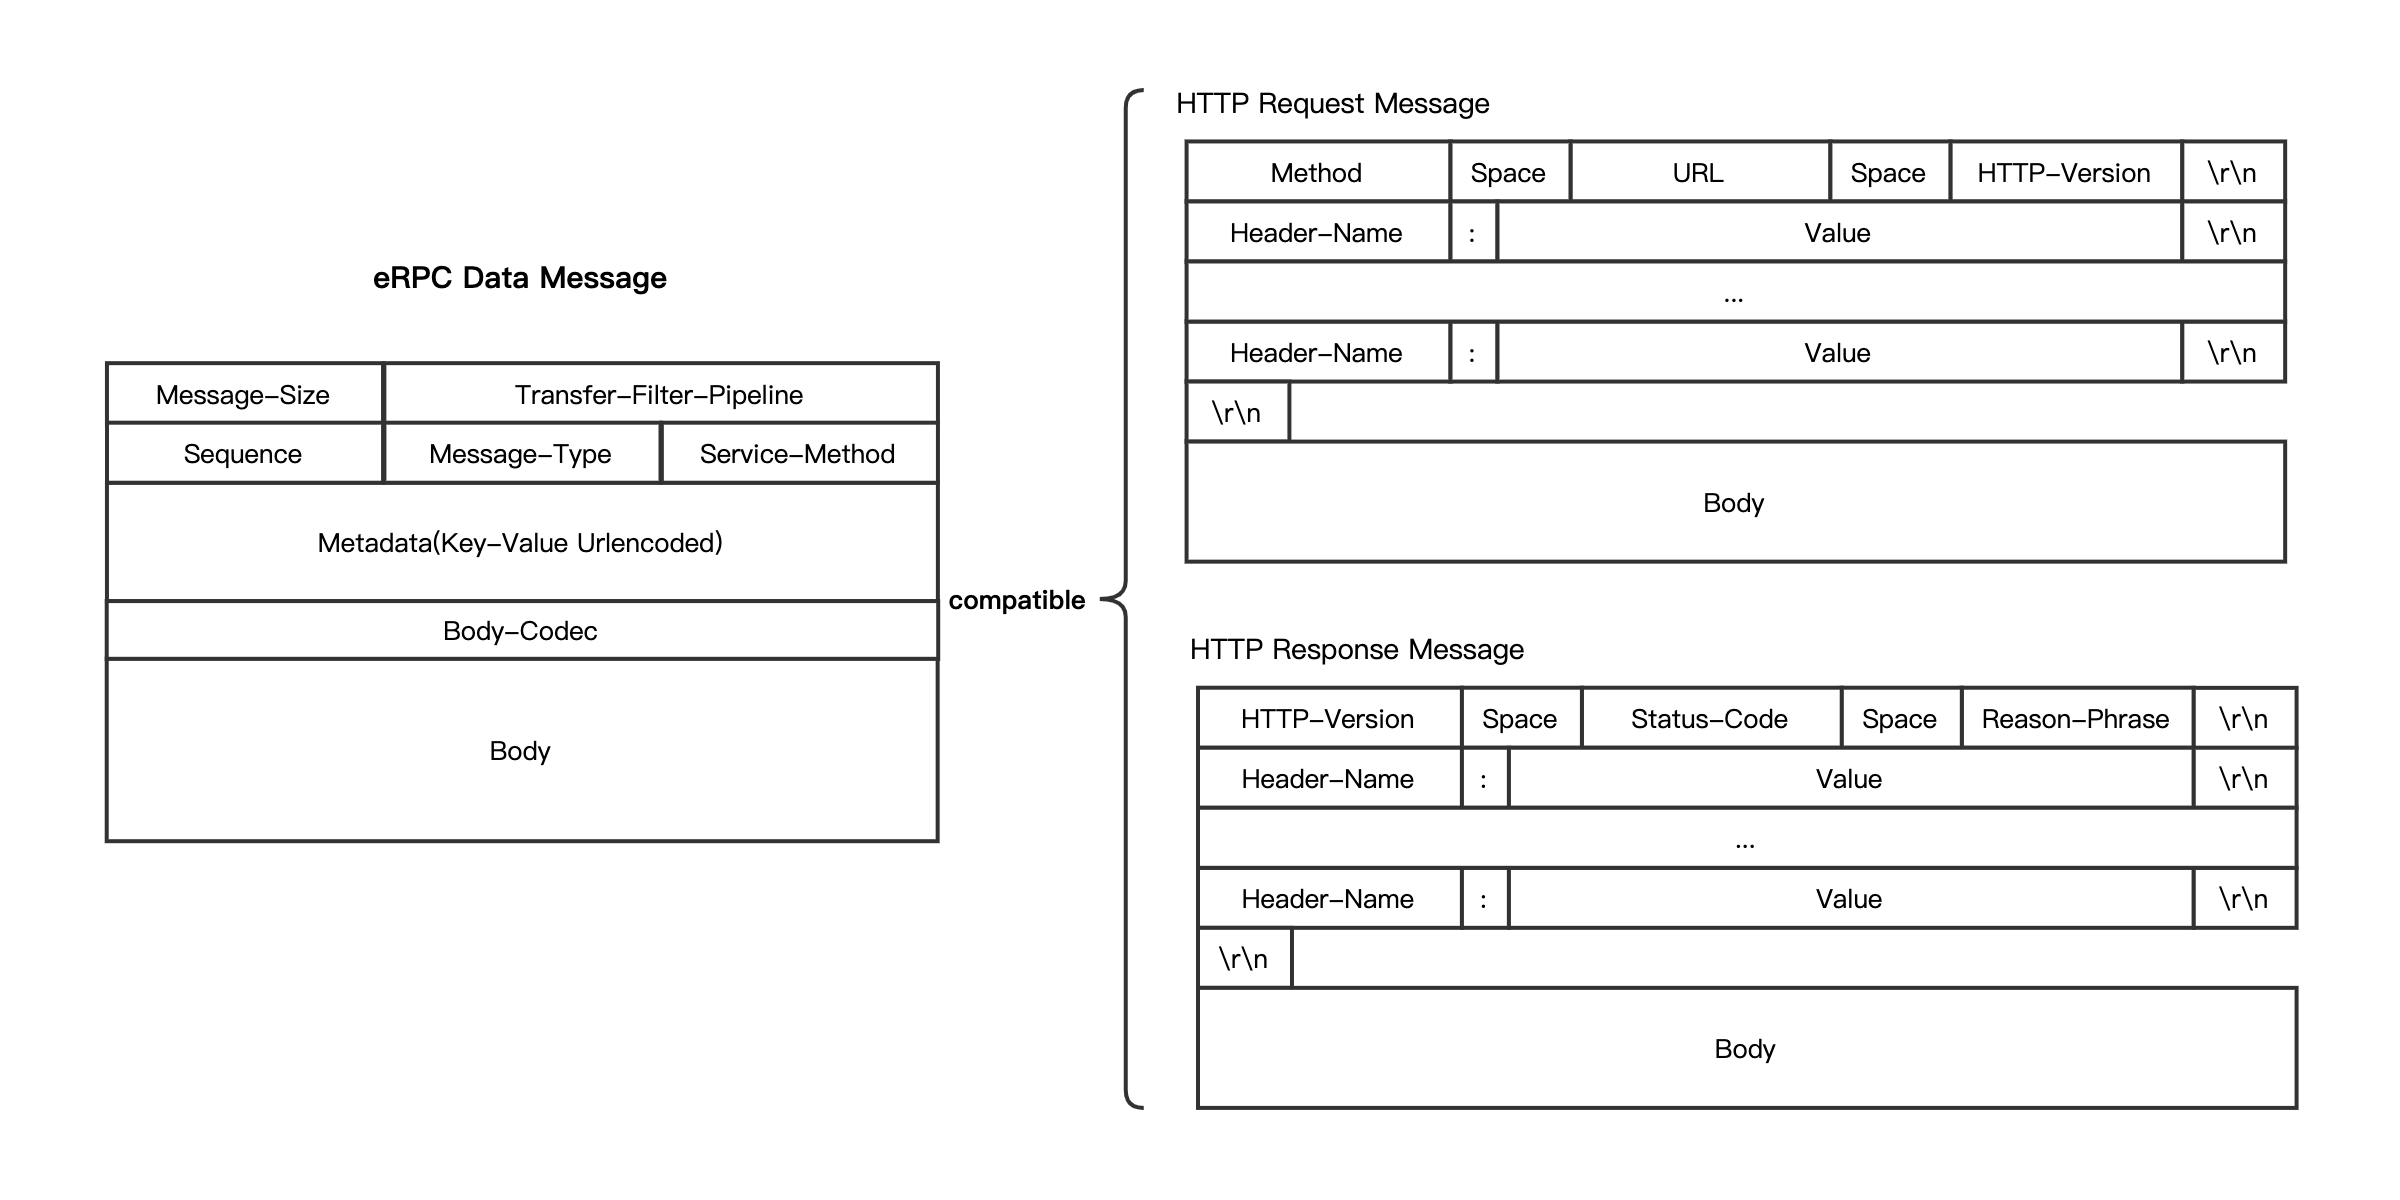 eRPC Data Message
Message-Size Transfer-Filter-Pipeline
Sequence Message-Type Service-Method
Metadata(Key-Value Urlencoded)
Body-Codec
Body
compatible
HTTP Request Message
Method Space URL Space HTTP-Version \r\n
Header-Name : Value \r\n
...
Header-Name : Value \r\n
\r\n
Body
HTTP Response Message
HTTP-Version Space Status-Code Space Reason-Phrase \r\n
Header-Name : Value \r\n
...
Header-Name : Value \r\n
\r\n
Body